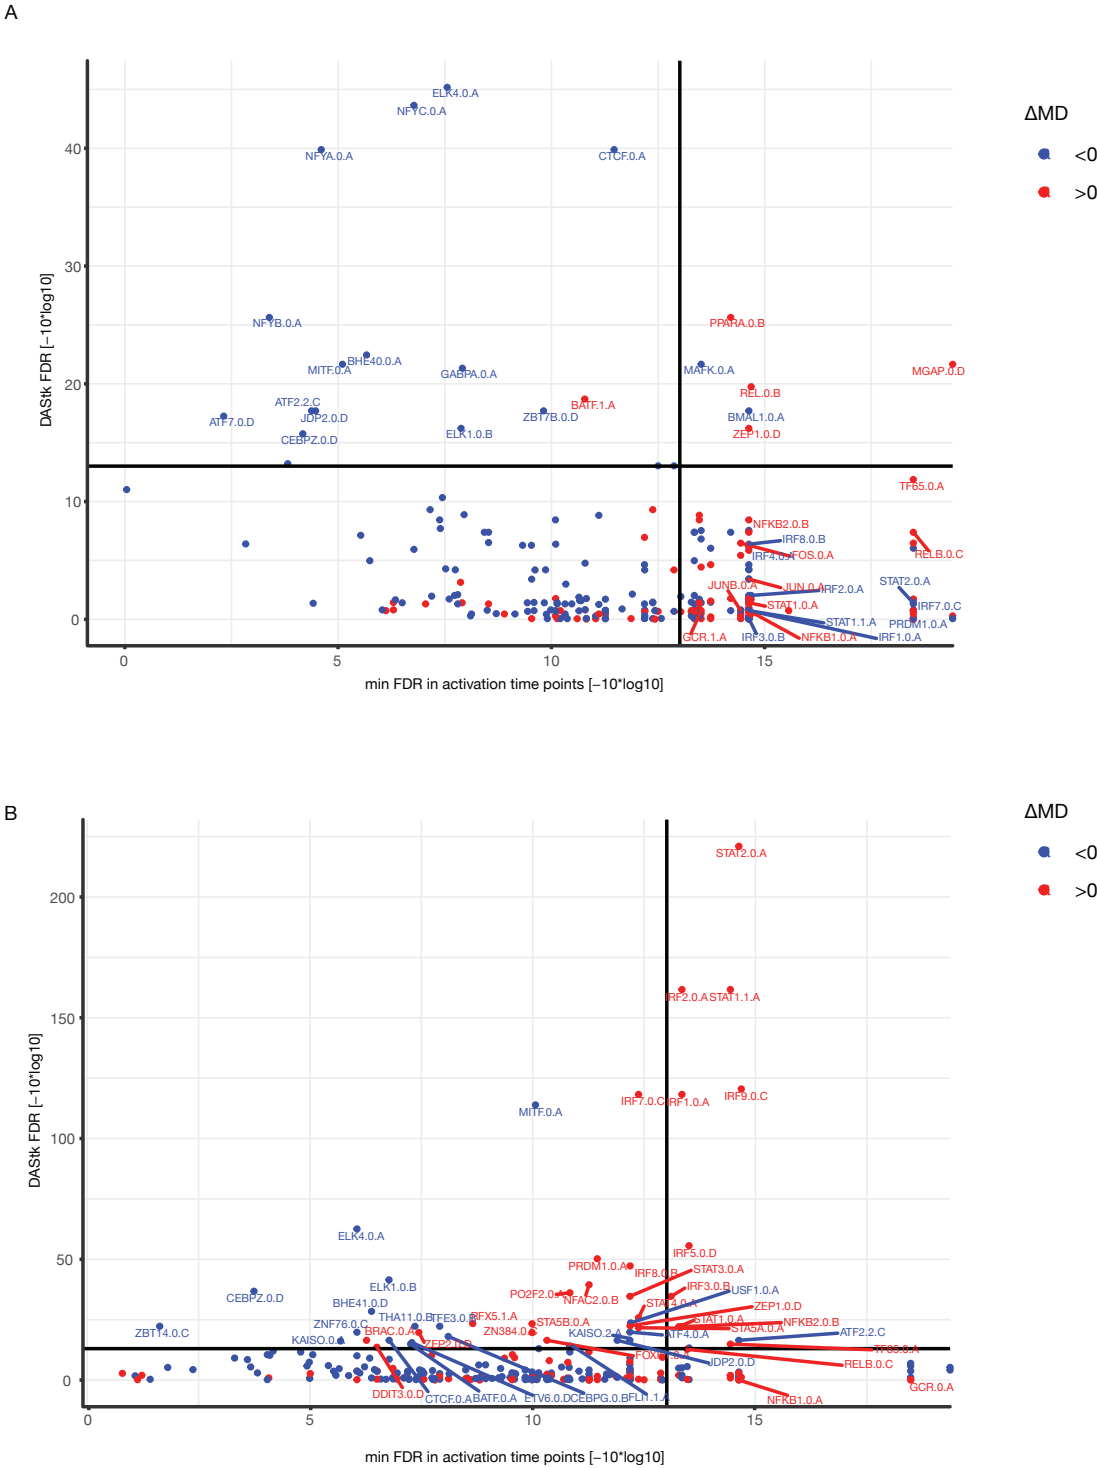 A
ΔMD
<0
>0
DAStk FDR [−10*log10]
40
30
20
10
0
ELK4.0.A
NFYC.0.A
NFYA.0.A
CTCF.0.A
NFYB.0.A
PPARA.0.B
BHE40.0.A
MITF.0.A
GABPA.0.A
MAFK.0.A
MGAP.0.D
REL.0.B
ATF2.2.C
BATF.1.A
ATF7.0.D
JDP2.0.D
ZBT7B.0.D
BMAL1.0.A
CEBPZ.0.D
ELK1.0.B
ZEP1.0.D
TF65.0.A
NFKB2.0.B
IRF8.0.B
IRF4.0.A
FOS.0.A
RELB.0.C
JUNB.0.A
JUN.0.A
IRF2.0.A
STAT2.0.A
STAT1.0.A
IRF7.0.C
STAT1.1.A
PRDM1.0.A
GCR.1.A
IRF3.0.B
NFKB1.0.A
IRF1.0.A
0
5
10
15
min FDR in activation time points [−10*log10]
B
ΔMD
<0
>0
DAStk FDR [−10*log10]
200
150
100
50
0
STAT2.0.A
IRF2.0.A
STAT1.1.A
IRF7.0.C
IRF1.0.A
IRF9.0.C
MITF.0.A
ELK4.0.A
IRF5.0.D
PRDM1.0.A
IRF8.0.B
STAT3.0.A
ELK1.0.B
CEBPZ.0.D
PO2F2.0.A
NFAC2.0.B
IRF3.0.B
USF1.0.A
BHE41.0.D
ZEP1.0.D
THA11.0.B
TFE3.0.B
RFX5.1.A
STA5B.0.A
STAT1.0.A
NFKB2.0.B
ZNF76.0.C
ZBT14.0.C
BRAC.0.A
ZN384.0.C
KAISO.2.A
STA5A.0.A
ATF4.0.A
ATF2.2.C
KAISO.0.A
ZEP2.0.D
TF65.0.A
JDP2.0.D
RELB.0.C
GCR.0.A
DDIT3.0.D
CTCF.0.A
BATF.0.A
ETV6.0.D
CEBPG.0.B
FLI1.1.A
NFKB1.0.A
0
5
10
15
min FDR in activation time points [−10*log10]